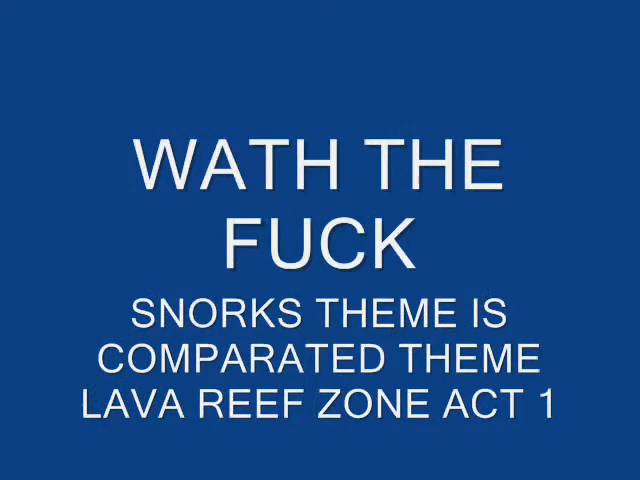 WATH THE
FUCK
SNORKS THEME IS
COMPARATED THEME
LAVA REEF ZONE ACT 1